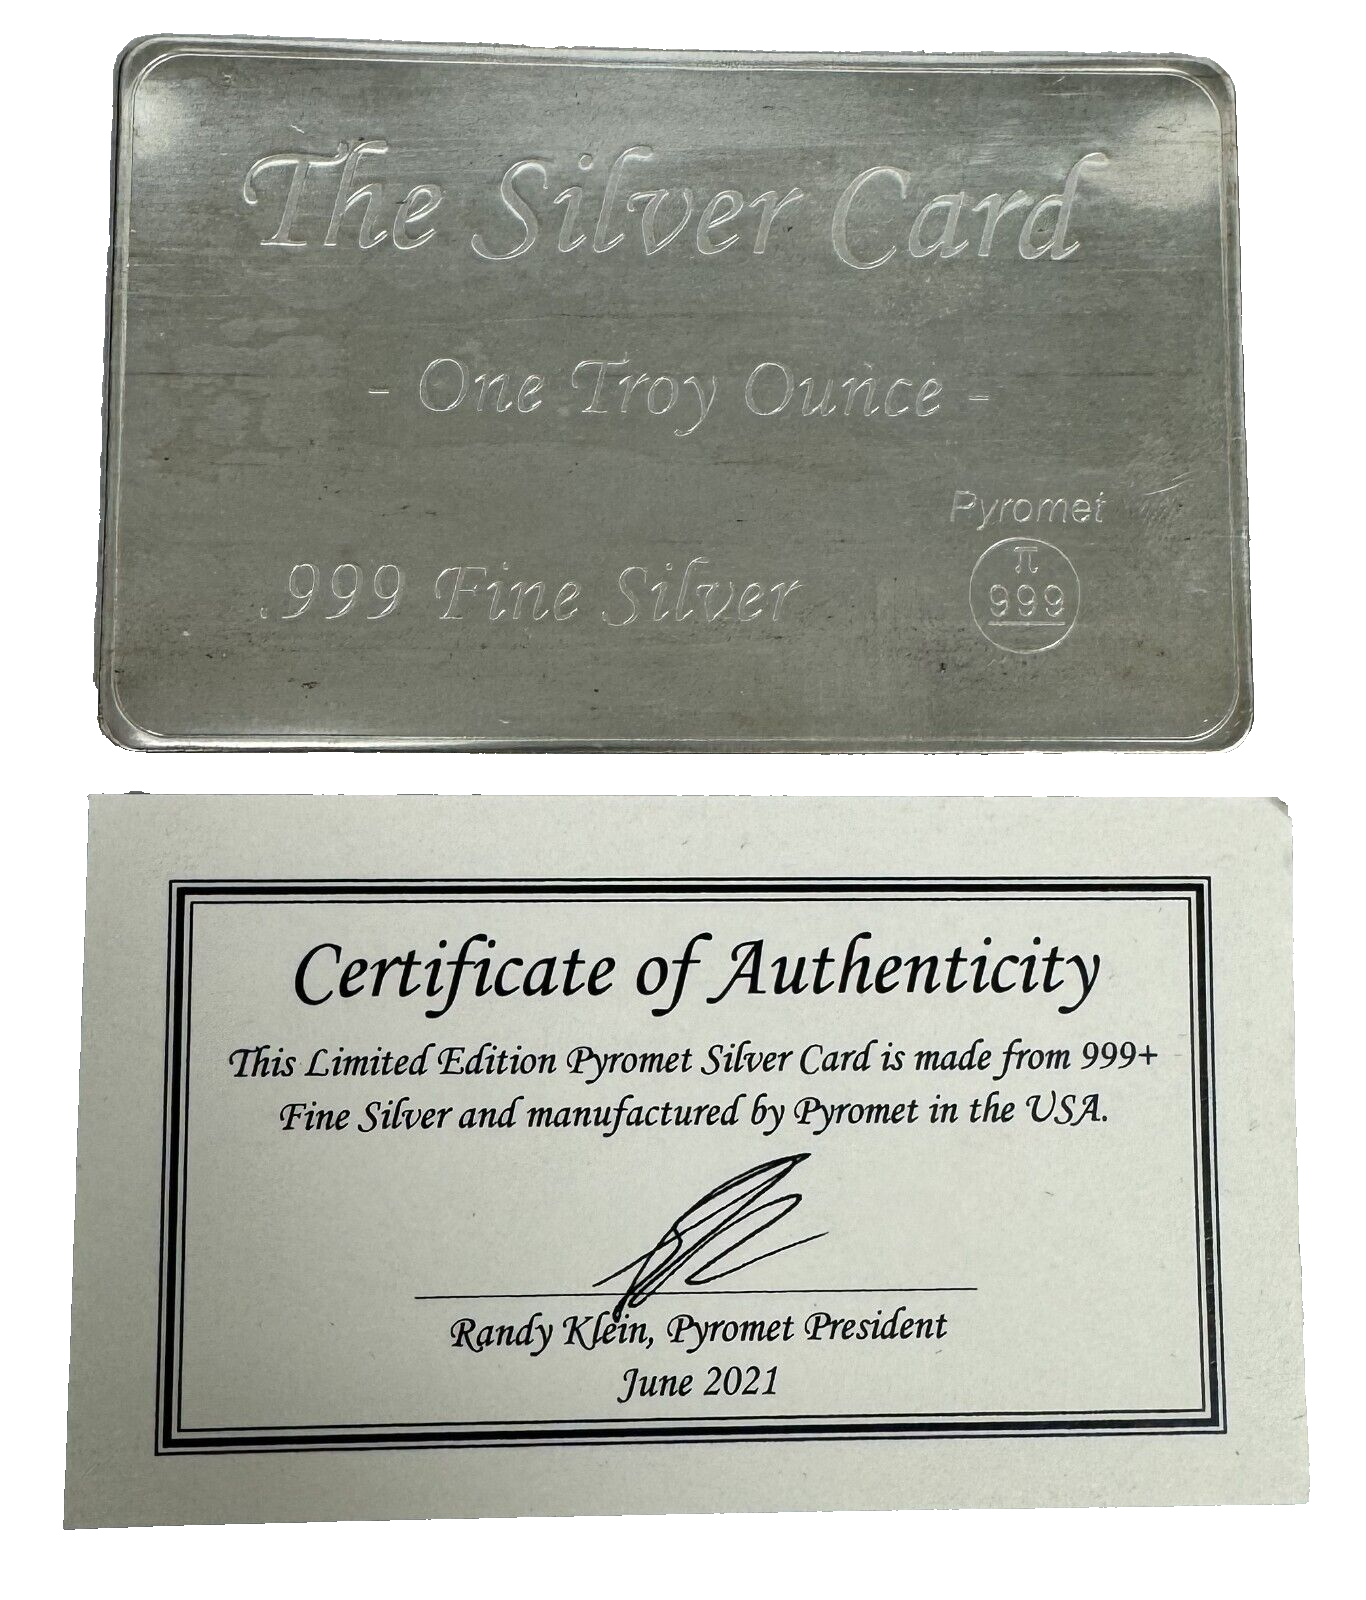 The Silver Card
- One Troy Ounce -
Pyromet
π
999
.999 Fine Silver
Certificate of Authenticity
This Limited Edition Pyromet Silver Card is made from 999+
Fine Silver and manufactured by Pyromet in the USA.
Randy Klein, Pyromet President
June 2021